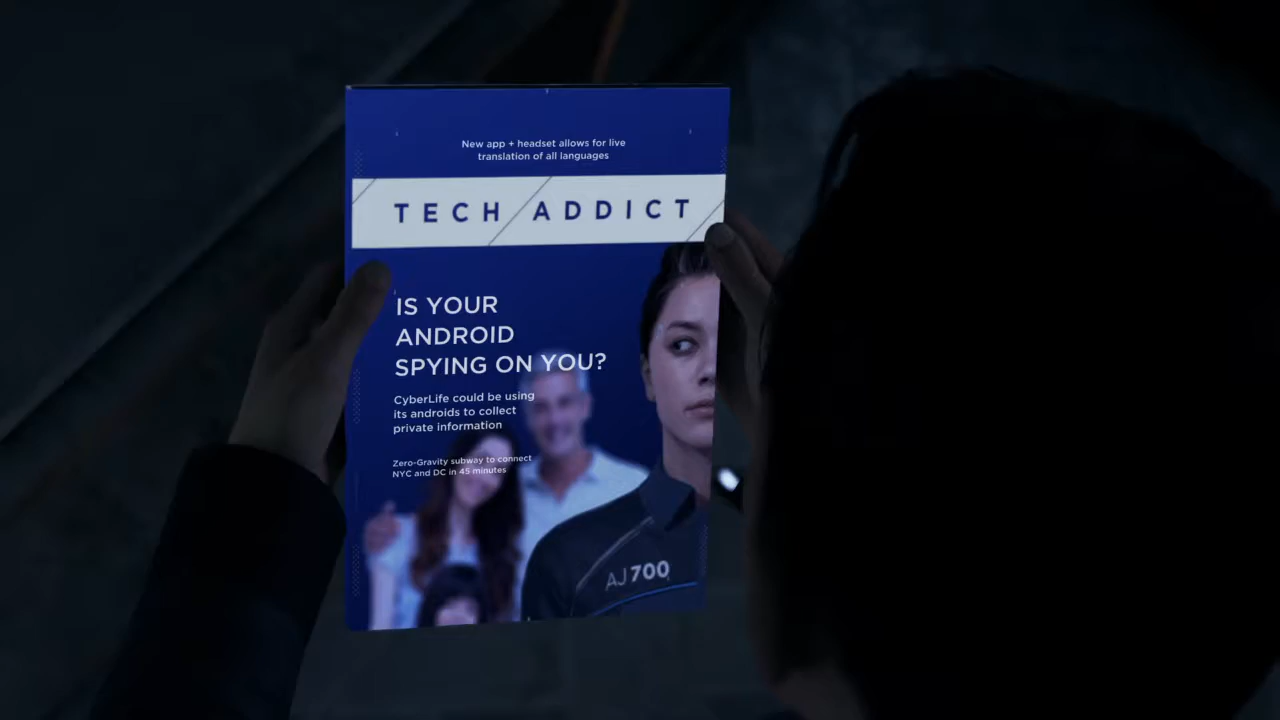 New app + headset allows for live
translation of all languages
TECH ADDICT
IS YOUR
ANDROID
SPYING ON YOU?
CyberLife could be using
its androids to collect
private information
Zero-Gravity subway to connect
NYC and DC in 45 minutes
AJ700